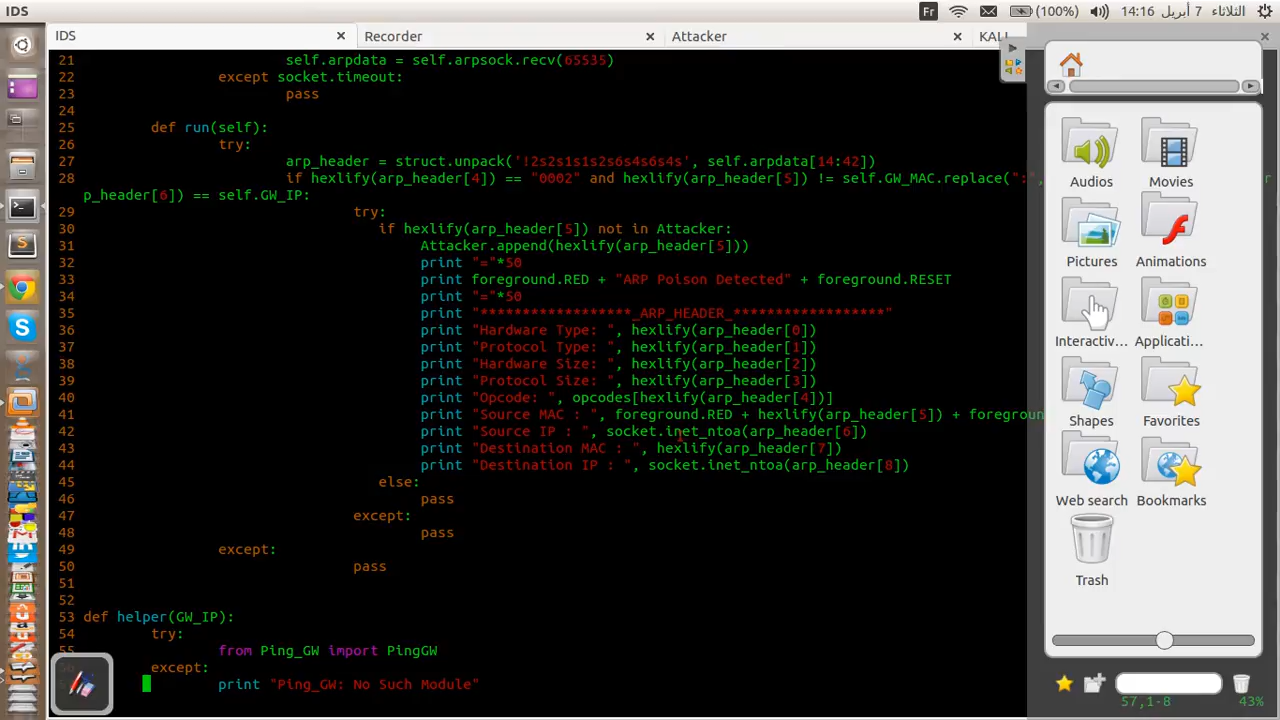 IDS
Fr
(100%)
14:16 الثلاثاء 7 أبريل
IDS
Recorder
Attacker
KALI
21 self.arpdata = self.arpsock.recv(65535)
22 except socket.timeout:
23 pass
24
25 def run(self):
26 try:
27 arp_header = struct.unpack('!2s2s1s1s2s6s4s6s4s', self.arpdata[14:42])
28 if hexlify(arp_header[4]) == "0002" and hexlify(arp_header[5]) != self.GW_MAC.replace(":",
p_header[6]) == self.GW_IP:
29 try:
30 if hexlify(arp_header[5]) not in Attacker:
31 Attacker.append(hexlify(arp_header[5]))
32 print "="*50
33 print foreground.RED + "ARP Poison Detected" + foreground.RESET
34 print "="*50
35 print "******************_ARP_HEADER_******************"
36 print "Hardware Type: ", hexlify(arp_header[0])
37 print "Protocol Type: ", hexlify(arp_header[1])
38 print "Hardware Size: ", hexlify(arp_header[2])
39 print "Protocol Size: ", hexlify(arp_header[3])
40 print "Opcode: ", opcodes[hexlify(arp_header[4])]
41 print "Source MAC : ", foreground.RED + hexlify(arp_header[5]) + foregroun
42 print "Source IP : ", socket.inet_ntoa(arp_header[6])
43 print "Destination MAC : ", hexlify(arp_header[7])
44 print "Destination IP : ", socket.inet_ntoa(arp_header[8])
45 else:
46 pass
47 except:
48 pass
49 except:
50 pass
51
52
53 def helper(GW_IP):
54 try:
55 from Ping_GW import PingGW
except:
print "Ping_GW: No Such Module"
57,1-8
43%
Audios
Movies
Pictures
Animations
Interactiv...
Applicati...
Shapes
Favorites
Web search
Bookmarks
Trash